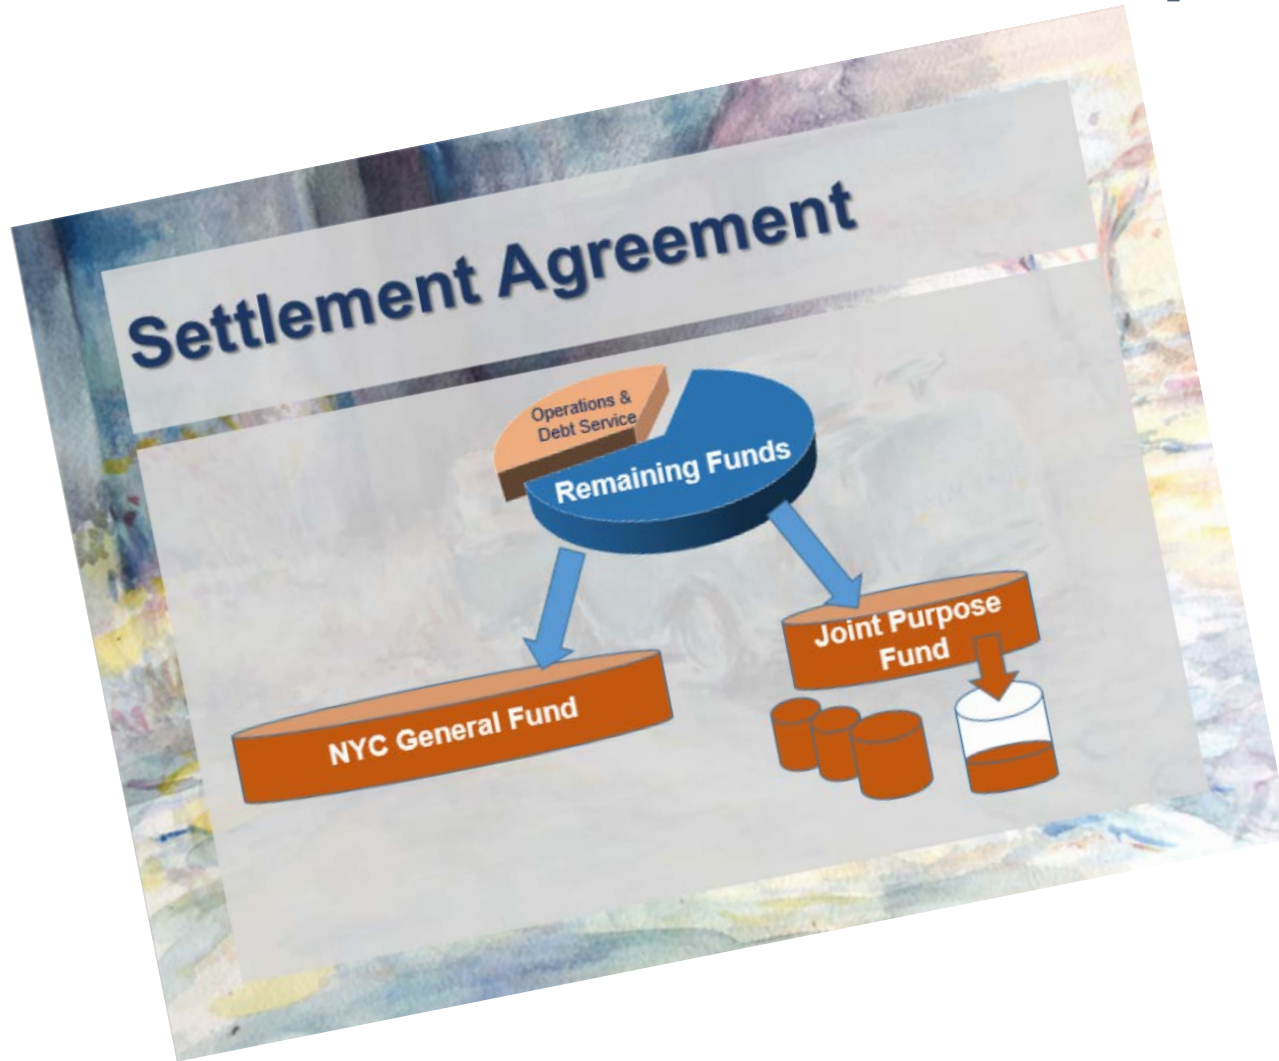 Settlement Agreement
Operations &
Debt Service
Remaining Funds
NYC General Fund
Joint Purpose
Fund